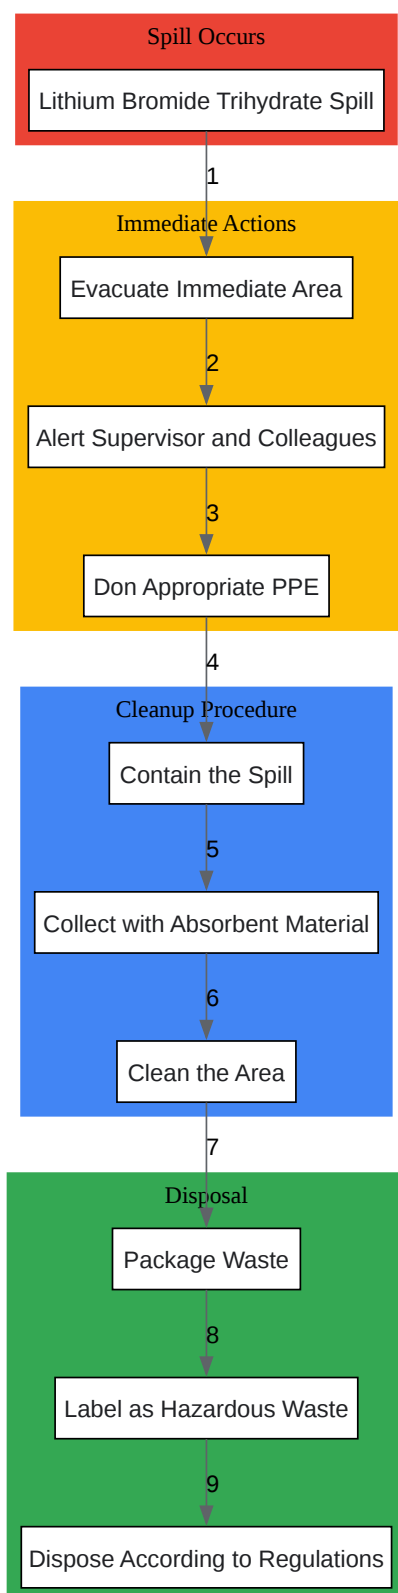 Spill Occurs
Lithium Bromide Trihydrate Spill
1
Immediate Actions
Evacuate Immediate Area
2
Alert Supervisor and Colleagues
3
Don Appropriate PPE
4
Cleanup Procedure
Contain the Spill
5
Collect with Absorbent Material
6
Clean the Area
7
Disposal
Package Waste
8
Label as Hazardous Waste
9
Dispose According to Regulations